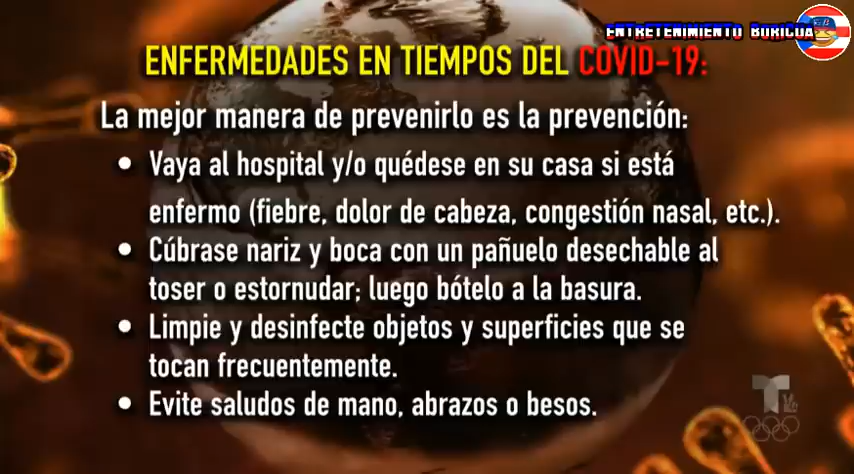 ENTRETENIMIENTO BORICUA
ENFERMEDADES EN TIEMPOS DEL COVID-19:
La mejor manera de prevenirlo es la prevención:
• Vaya al hospital y/o quédese en su casa si está
enfermo (fiebre, dolor de cabeza, congestión nasal, etc.).
• Cúbrase nariz y boca con un pañuelo desechable al
toser o estornudar; luego bótelo a la basura.
• Limpie y desinfecte objetos y superficies que se
tocan frecuentemente.
• Evite saludos de mano, abrazos o besos.